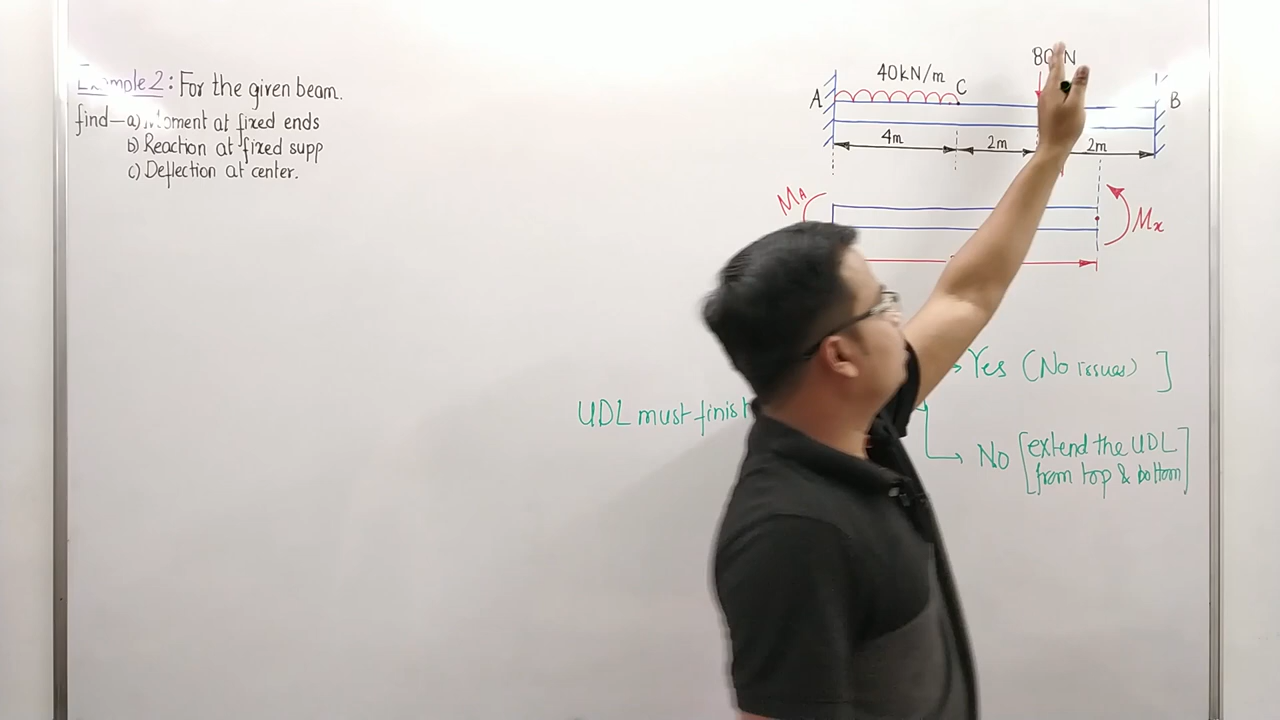 Example 2: For the given beam.
find—a) Moment at fixed ends
b) Reaction at fixed supp
c) Deflection at center.
40kN/m
C
A
B
4m
2m
2m
MA
Mx
UDL must
Yes (No issues)
No [extend the UDL
from top & bottom]